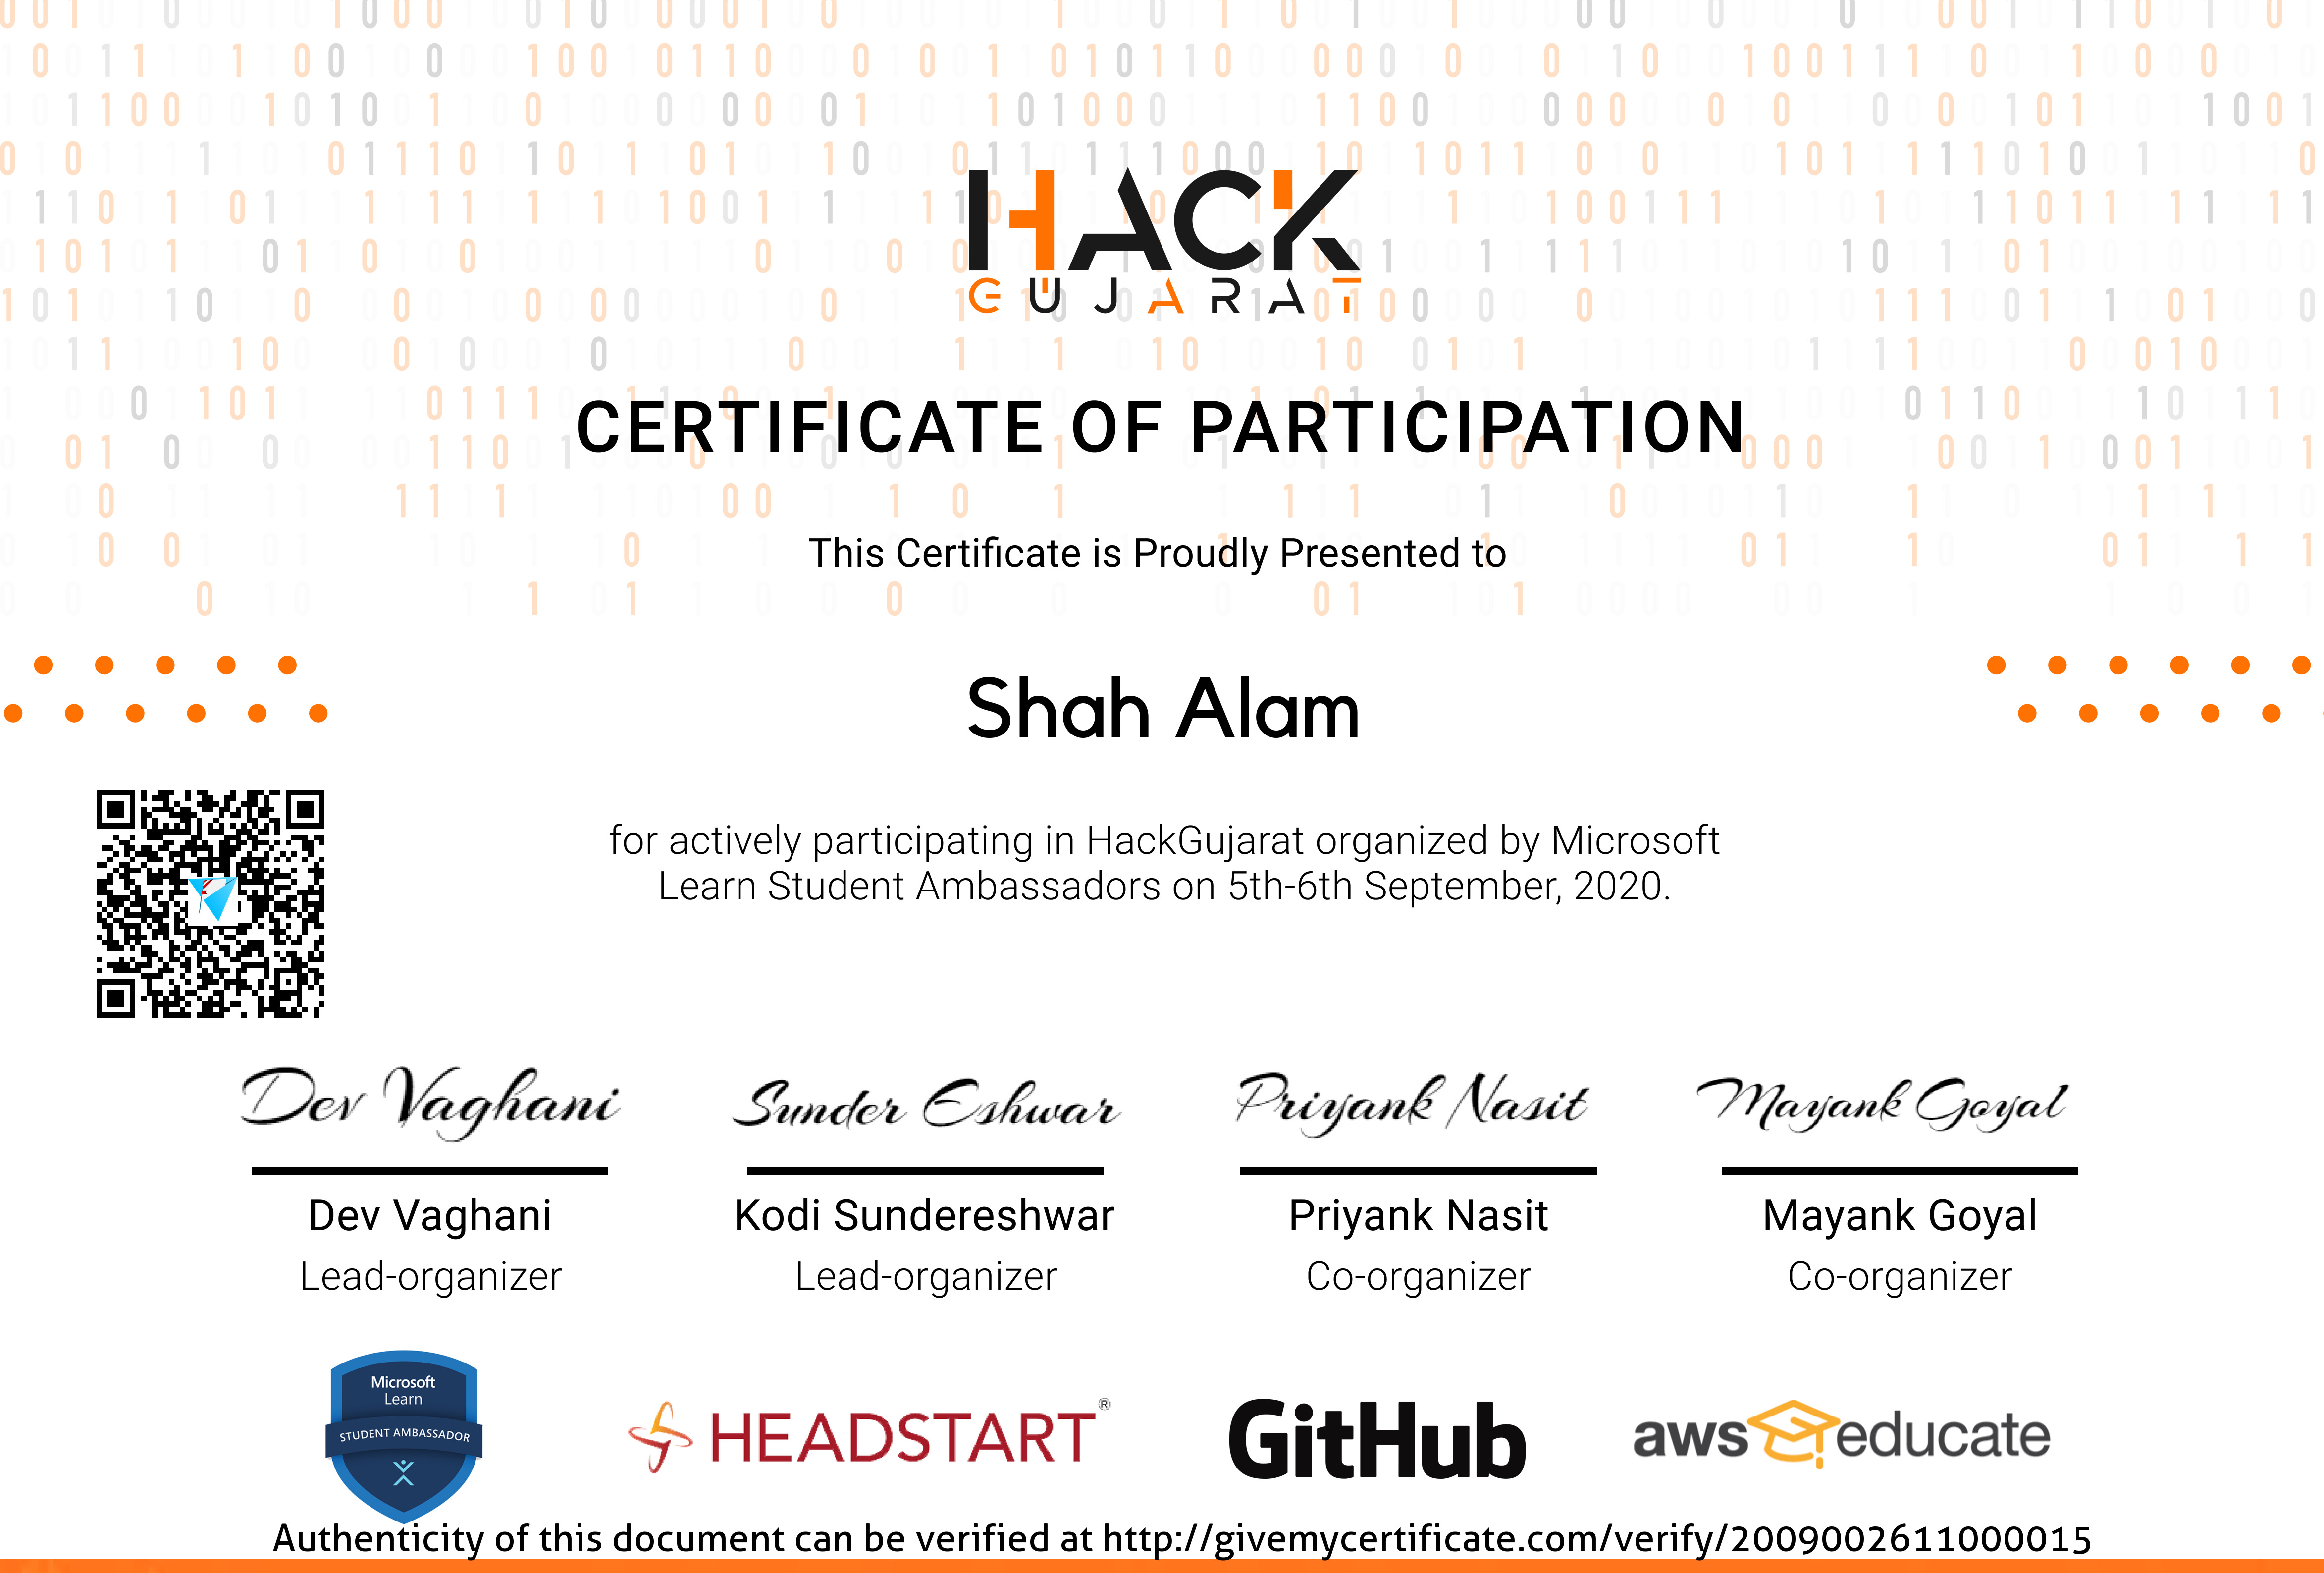 HACK
GUJARAT
CERTIFICATE OF PARTICIPATION
This Certificate is Proudly Presented to
Shah Alam
for actively participating in HackGujarat organized by Microsoft
Learn Student Ambassadors on 5th-6th September, 2020.
Dev Vaghani Sunder Eshwar Priyank Nasit Mayank Goyal
Dev Vaghani Kodi Sundereshwar Priyank Nasit Mayank Goyal
Lead-organizer Lead-organizer Co-organizer Co-organizer
Microsoft
Learn
STUDENT AMBASSADOR
HEADSTART® GitHub aws educate
Authenticity of this document can be verified at http://givemycertificate.com/verify/2009002611000015